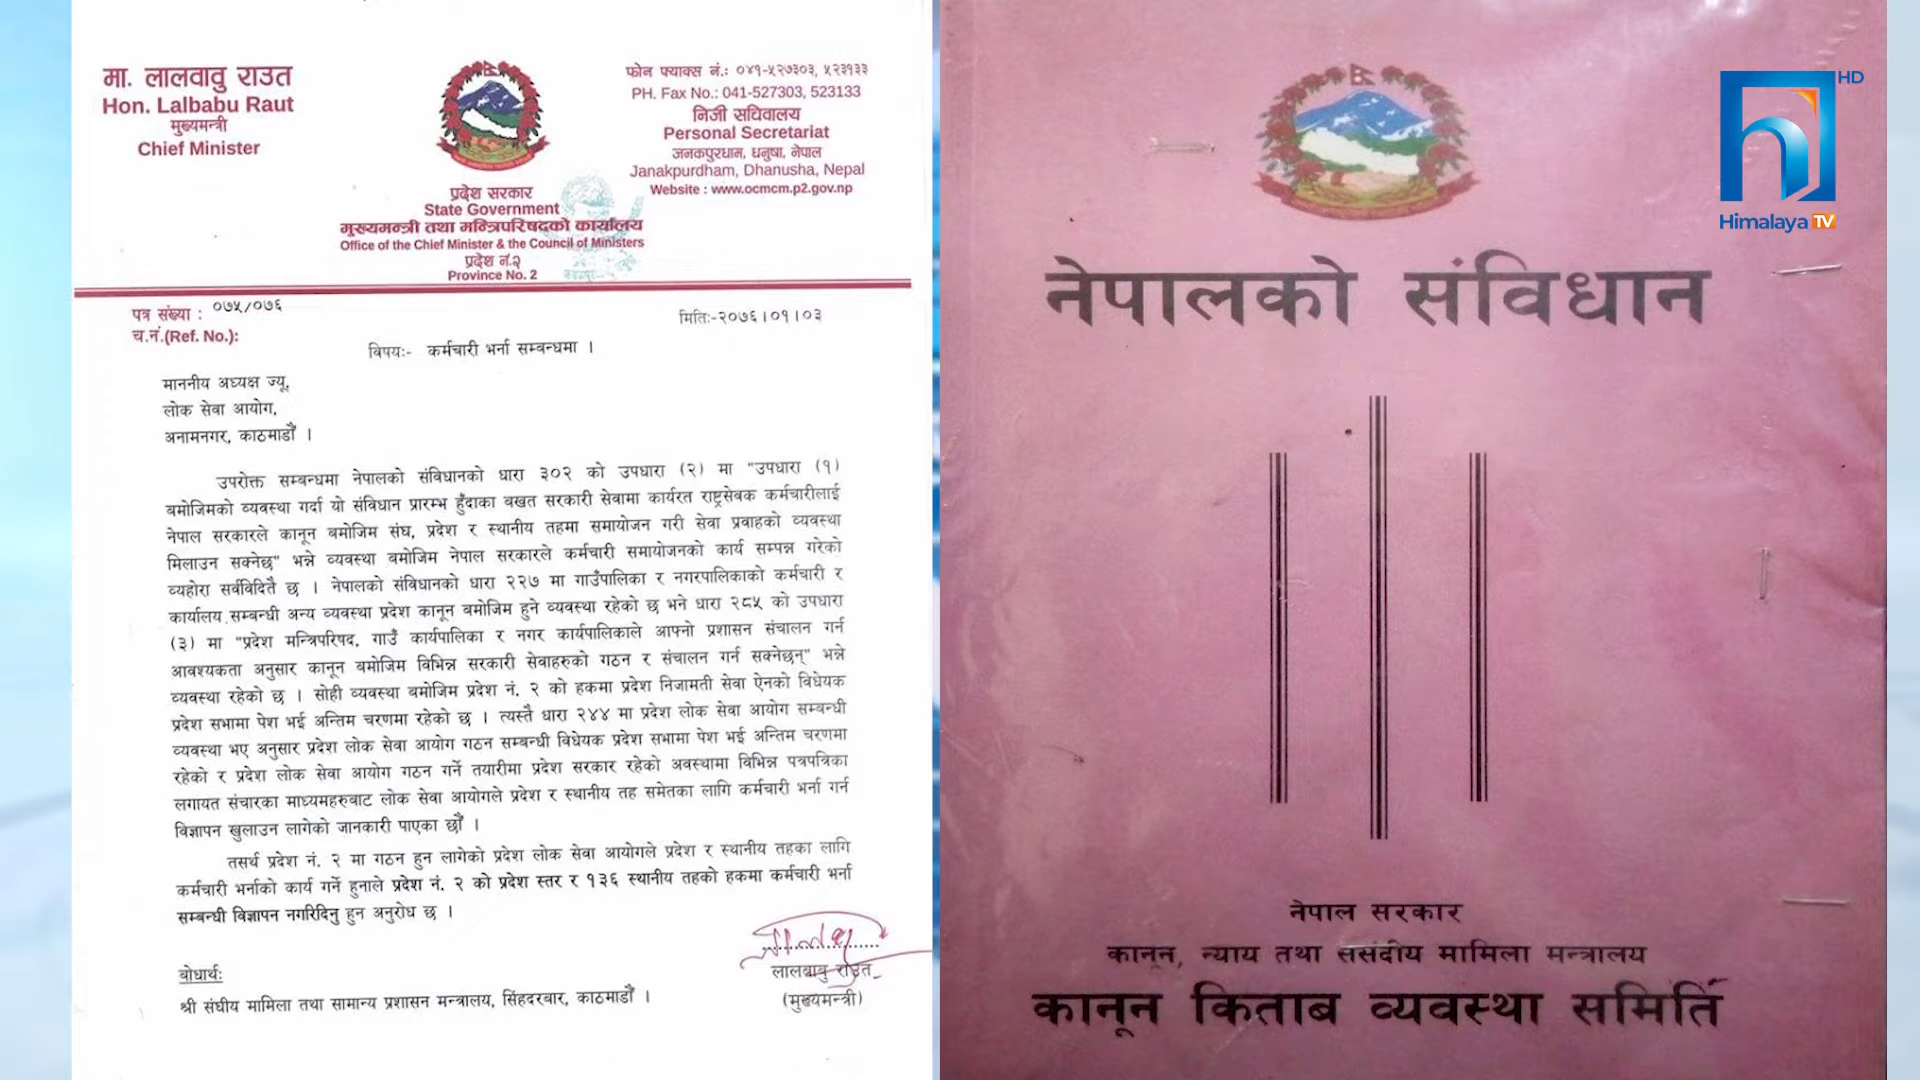 मा. लालवावु राउत
Hon. Lalbabu Raut
मुख्यमन्त्री
Chief Minister
प्रदेश सरकार
State Government
मुख्यमन्त्री तथा मन्त्रिपरिषदको कार्यालय
Office of the Chief Minister & the Council of Ministers
प्रदेश नं.२
Province No. 2
फोन फ्याक्स नं.: ०४१-५२७३०३, ५२३१३३
PH. Fax No.: 041-527303, 523133
निजी सचिवालय
Personal Secretariat
जनकपुरधाम, धनुषा, नेपाल
Janakpurdham, Dhanusha, Nepal
Website : www.ocmcm.p2.gov.np
पत्र संख्या : ०७५/०७६
च.नं.(Ref. No.):
मितिः-२०७६।०१।०३
विषयः- कर्मचारी भर्ना सम्बन्धमा ।
माननीय अध्यक्ष ज्यू,
लोक सेवा आयोग,
अनामनगर, काठमाडौं ।
उपरोक्त सम्बन्धमा नेपालको संविधानको धारा ३०२ को उपधारा (२) मा "उपधारा (१)
बमोजिमको व्यवस्था गर्दा यो संविधान प्रारम्भ हुँदाका बखत सरकारी सेवामा कार्यरत राष्ट्रसेवक कर्मचारीलाई
नेपाल सरकारले कानून बमोजिम संघ, प्रदेश र स्थानीय तहमा समायोजन गरी सेवा प्रवाहको व्यवस्था
मिलाउन सक्नेछ" भन्ने व्यवस्था बमोजिम नेपाल सरकारले कर्मचारी समायोजनको कार्य सम्पन्न गरेको
व्यहोरा सर्वविदितै छ । नेपालको संविधानको धारा २२७ मा गाउँपालिका र नगरपालिकाको कर्मचारी र
कार्यालय सम्बन्धी अन्य व्यवस्था प्रदेश कानून बमोजिम हुने व्यवस्था रहेको छ भने धारा २८५ को उपधारा
(३) मा "प्रदेश मन्त्रिपरिषद, गाउँ कार्यपालिका र नगर कार्यपालिकाले आफ्नो प्रशासन संचालन गर्न
आवश्यकता अनुसार कानून बमोजिम विभिन्न सरकारी सेवाहरुको गठन र संचालन गर्न सक्नेछन्" भन्ने
व्यवस्था रहेको छ । सोही व्यवस्था बमोजिम प्रदेश नं. २ को हकमा प्रदेश निजामती सेवा ऐनको विधेयक
प्रदेश सभामा पेश भई अन्तिम चरणमा रहेको छ । त्यस्तै धारा २४४ मा प्रदेश लोक सेवा आयोग सम्बन्धी
व्यवस्था भए अनुसार प्रदेश लोक सेवा आयोग गठन सम्बन्धी विधेयक प्रदेश सभामा पेश भई अन्तिम चरणमा
रहेको र प्रदेश लोक सेवा आयोग गठन गर्ने तयारीमा प्रदेश सरकार रहेको अवस्थामा विभिन्न पत्रपत्रिका
लगायत संचारका माध्यमहरुबाट लोक सेवा आयोगले प्रदेश र स्थानीय तह समेतका लागि कर्मचारी भर्ना गर्न
विज्ञापन खुलाउन लागेको जानकारी पाएका छौं ।
तसर्थ प्रदेश नं. २ मा गठन हुन लागेको प्रदेश लोक सेवा आयोगले प्रदेश र स्थानीय तहका लागि
कर्मचारी भर्नाको कार्य गर्ने हुनाले प्रदेश नं. २ को प्रदेश स्तर र १३६ स्थानीय तहको हकमा कर्मचारी भर्ना
सम्बन्धी विज्ञापन नगरिदिनु हुन अनुरोध छ ।
लालबाबु राउत
(मुख्यमन्त्री)
बोधार्थः
श्री संघीय मामिला तथा सामान्य प्रशासन मन्त्रालय, सिंहदरबार, काठमाडौं ।
नेपालको संविधान
नेपाल सरकार
कानून, न्याय तथा संसदीय मामिला मन्त्रालय
कानून किताब व्यवस्था समिति
HD
Himalaya TV